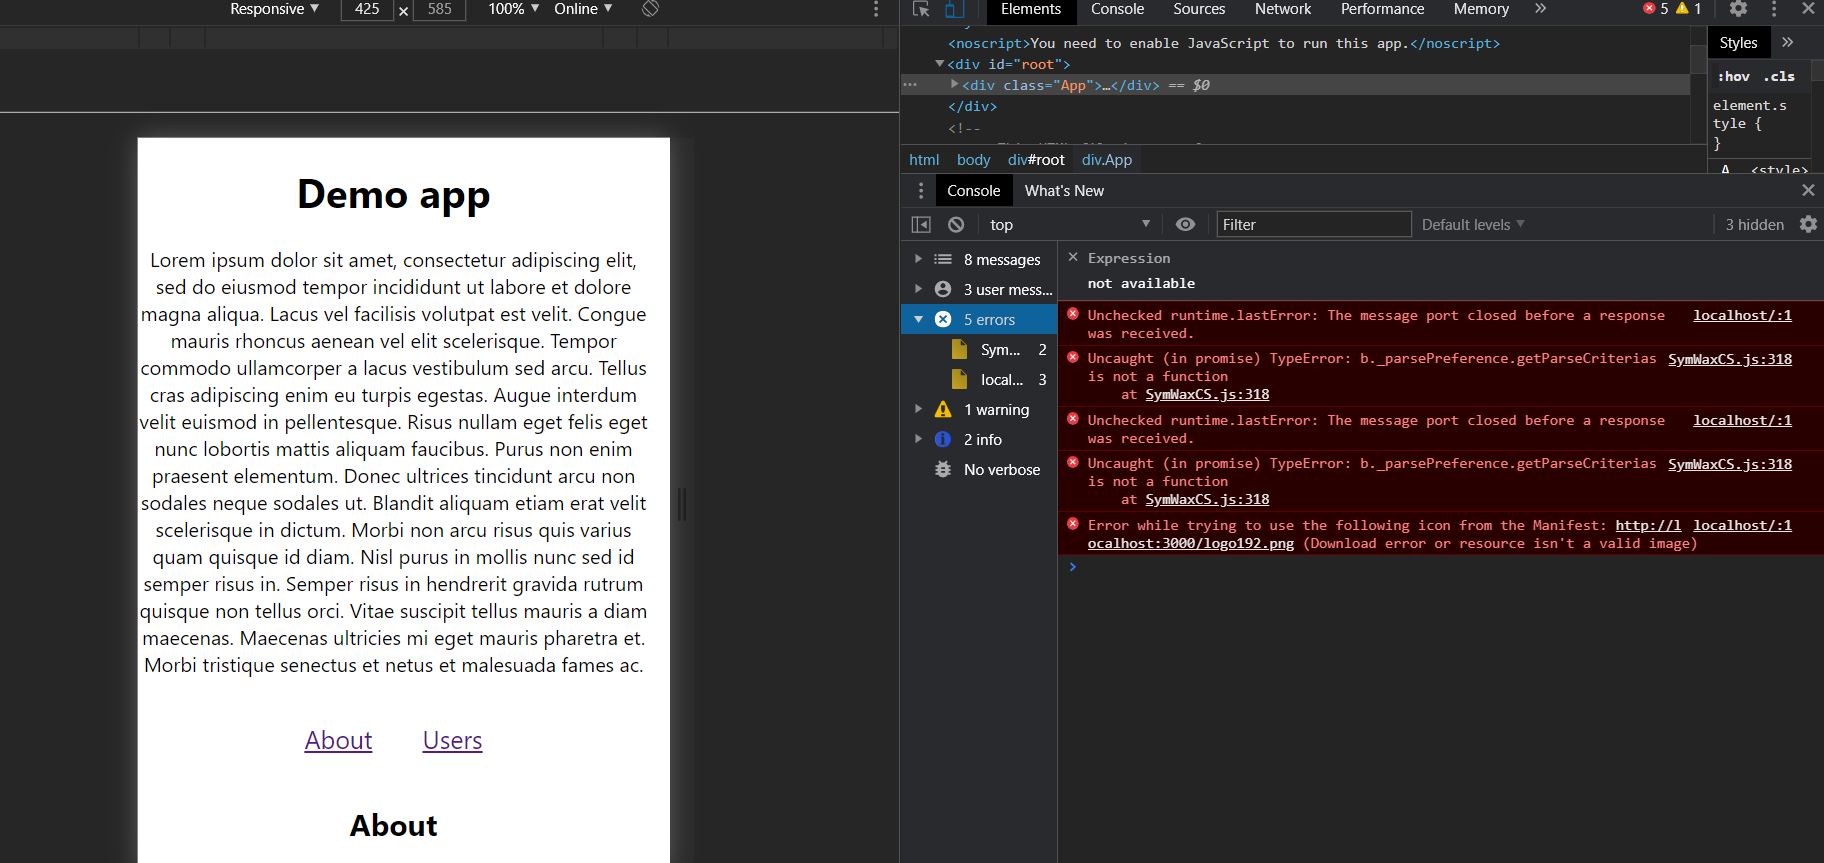 Responsive ▼ 425 × 585 100% ▼ Online ▼
Demo app
Lorem ipsum dolor sit amet, consectetur adipiscing elit,
sed do eiusmod tempor incididunt ut labore et dolore
magna aliqua. Lacus vel facilisis volutpat est velit. Congue
mauris rhoncus aenean vel elit scelerisque. Tempor
commodo ullamcorper a lacus vestibulum sed arcu. Tellus
cras adipiscing enim eu turpis egestas. Augue interdum
velit euismod in pellentesque. Risus nullam eget felis eget
nunc lobortis mattis aliquam faucibus. Purus non enim
praesent elementum. Donec ultrices tincidunt arcu non
sodales neque sodales ut. Blandit aliquam etiam erat velit
scelerisque in dictum. Morbi non arcu risus quis varius
quam quisque id diam. Nisl purus in mollis nunc sed id
semper risus in. Semper risus in hendrerit gravida rutrum
quisque non tellus orci. Vitae suscipit tellus mauris a diam
maecenas. Maecenas ultricies mi eget mauris pharetra et.
Morbi tristique senectus et netus et malesuada fames ac.
About Users
About
Elements Console Sources Network Performance Memory » 5 1
<noscript>You need to enable JavaScript to run this app.</noscript>
<div id="root">
<div class="App">…</div> == $0
</div>
<!--
html body div#root div.App
Styles »
:hov .cls
element.s
tyle {
}
A <style>
Console What's New
top Filter Default levels ▼ 3 hidden
8 messages
3 user mess...
5 errors
Sym... 2
local... 3
1 warning
2 info
No verbose
Expression
not available
Unchecked runtime.lastError: The message port closed before a response localhost/:1
was received.
Uncaught (in promise) TypeError: b._parsePreference.getParseCriterias SymWaxCS.js:318
is not a function
at SymWaxCS.js:318
Unchecked runtime.lastError: The message port closed before a response localhost/:1
was received.
Uncaught (in promise) TypeError: b._parsePreference.getParseCriterias SymWaxCS.js:318
is not a function
at SymWaxCS.js:318
Error while trying to use the following icon from the Manifest: http://l localhost/:1
ocalhost:3000/logo192.png (Download error or resource isn't a valid image)
>